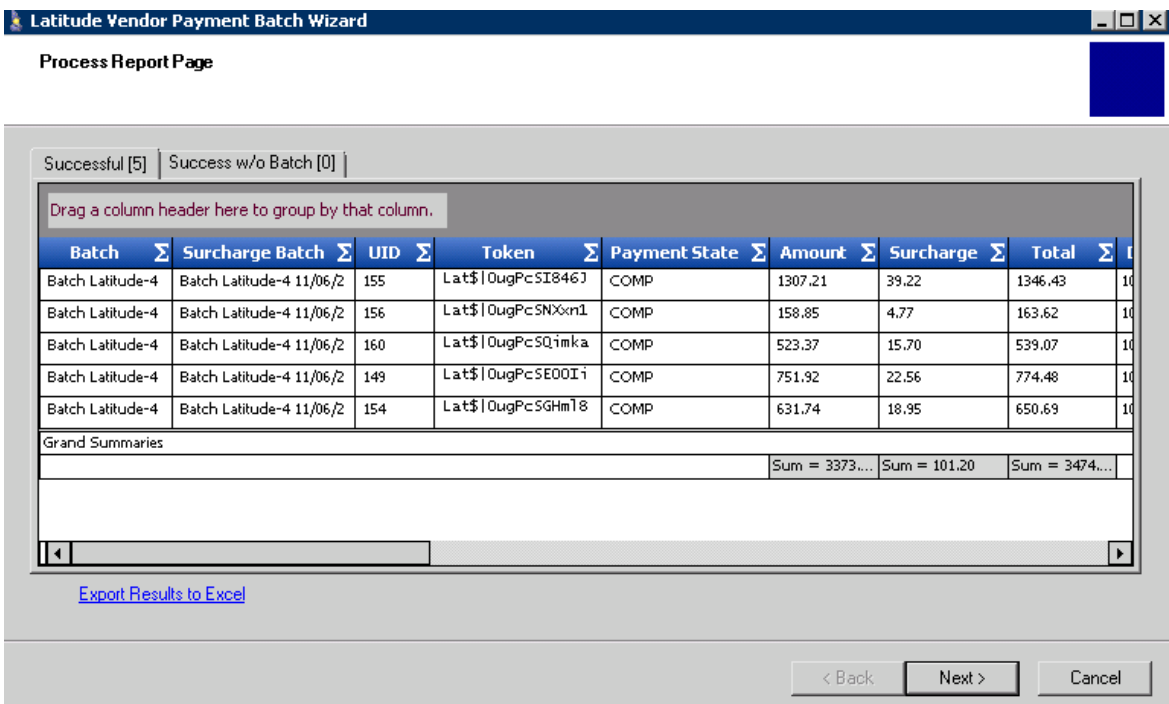 Latitude Vendor Payment Batch Wizard
Process Report Page
Successful [5] Success w/o Batch [0]
Drag a column header here to group by that column.
Batch Σ Surcharge Batch Σ UID Σ Token Σ Payment State Σ Amount Σ Surcharge Σ Total Σ
Batch Latitude-4 Batch Latitude-4 11/06/2 155 Lat$|OugPcSI846J COMP 1307.21 39.22 1346.43 10
Batch Latitude-4 Batch Latitude-4 11/06/2 156 Lat$|OugPcSNXxn1 COMP 158.85 4.77 163.62 10
Batch Latitude-4 Batch Latitude-4 11/06/2 160 Lat$|OugPcSQimka COMP 523.37 15.70 539.07 10
Batch Latitude-4 Batch Latitude-4 11/06/2 149 Lat$|OugPcSEOOIi COMP 751.92 22.56 774.48 10
Batch Latitude-4 Batch Latitude-4 11/06/2 154 Lat$|OugPcSGHml8 COMP 631.74 18.95 650.69 10
Grand Summaries
Sum = 3373.... Sum = 101.20 Sum = 3474....
Export Results to Excel
< Back Next > Cancel